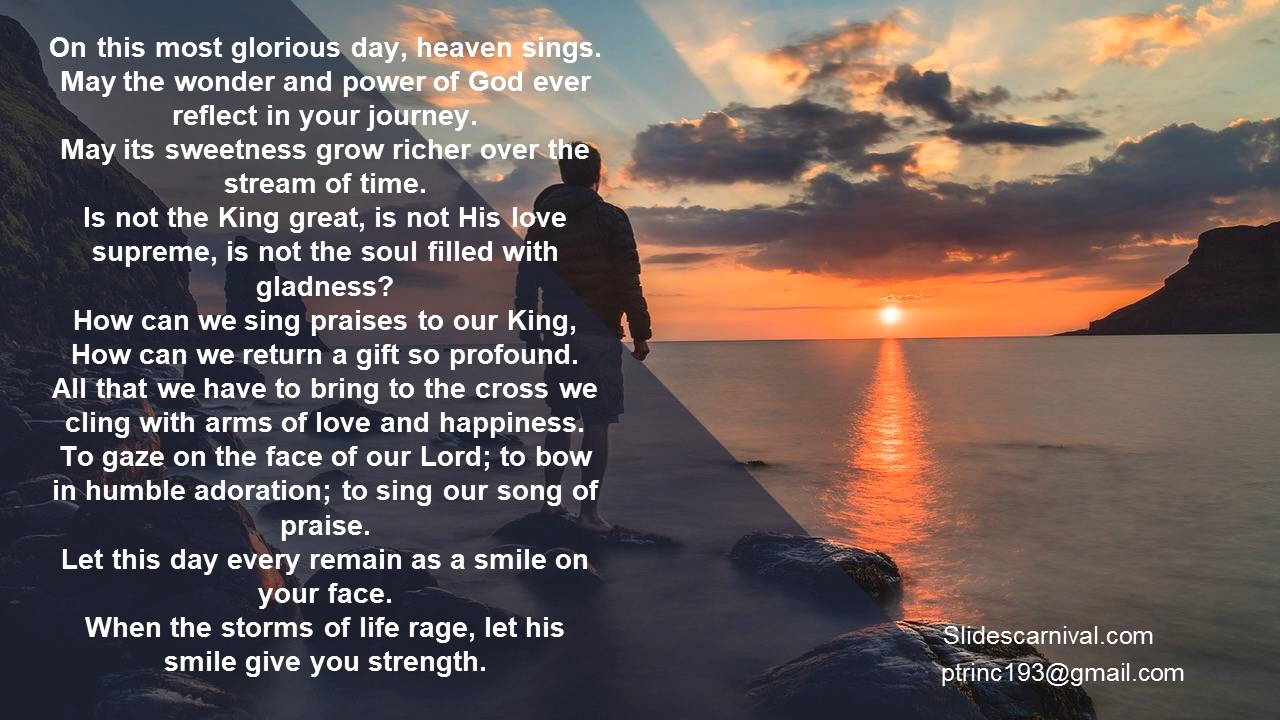 On this most glorious day, heaven sings.
May the wonder and power of God ever
reflect in your journey.
May its sweetness grow richer over the
stream of time.
Is not the King great, is not His love
supreme, is not the soul filled with
gladness?
How can we sing praises to our King,
How can we return a gift so profound.
All that we have to bring to the cross we
cling with arms of love and happiness.
To gaze on the face of our Lord; to bow
in humble adoration; to sing our song of
praise.
Let this day every remain as a smile on
your face.
When the storms of life rage, let his
smile give you strength.
Slidescarnival.com
ptrinc193@gmail.com